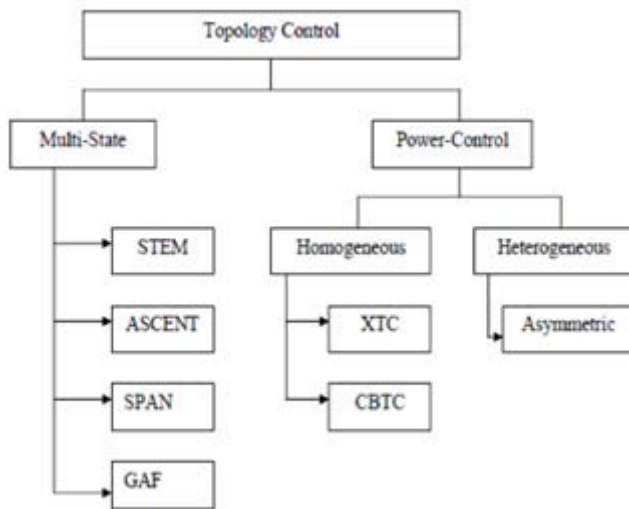 Topology Control
Multi-State
Power-Control
STEM
Homogeneous
Heterogeneous
ASCENT
XTC
Asymmetric
SPAN
CBTC
GAF